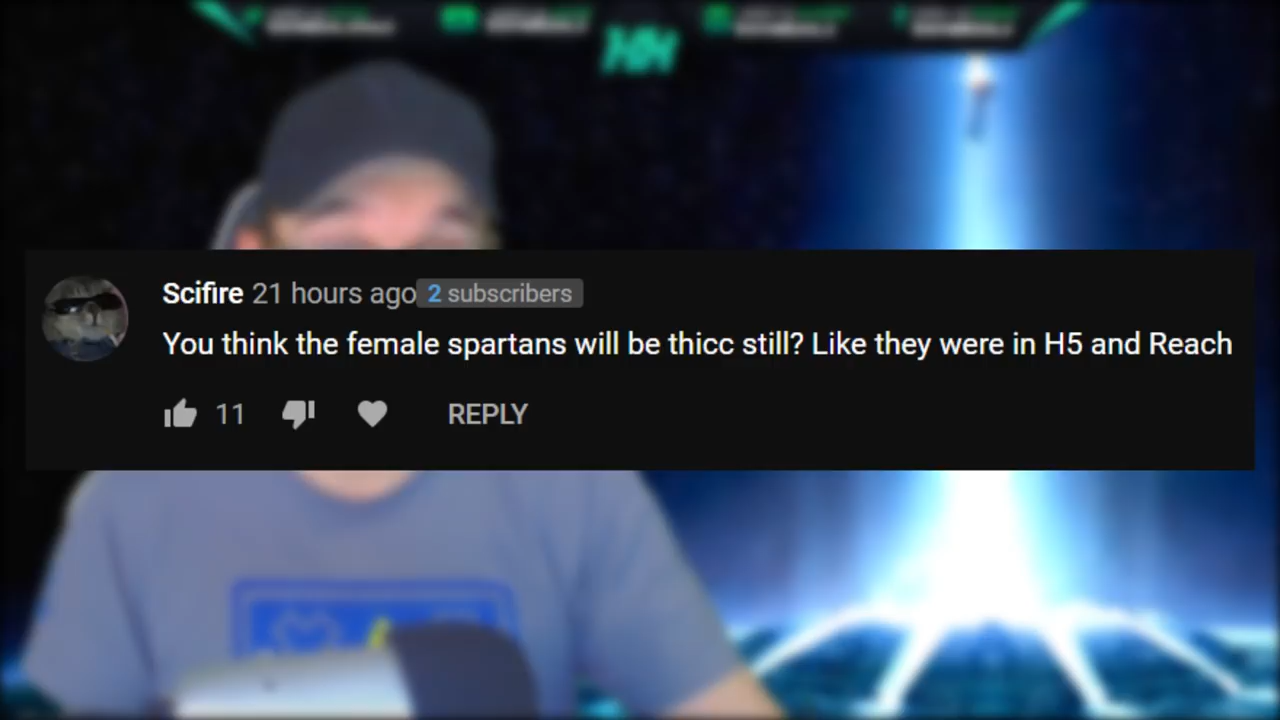 HH
Scifire 21 hours ago 2 subscribers
You think the female spartans will be thicc still? Like they were in H5 and Reach
11 REPLY